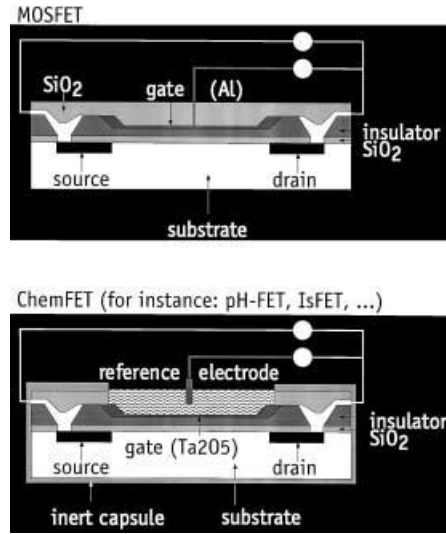 MOSFET
SiO2
gate (Al)
insulator
SiO2
source
drain
substrate
ChemFET (for instance: pH-FET, IsFET, ...)
reference electrode
insulator
SiO2
gate (Ta2O5)
source
drain
inert capsule
substrate